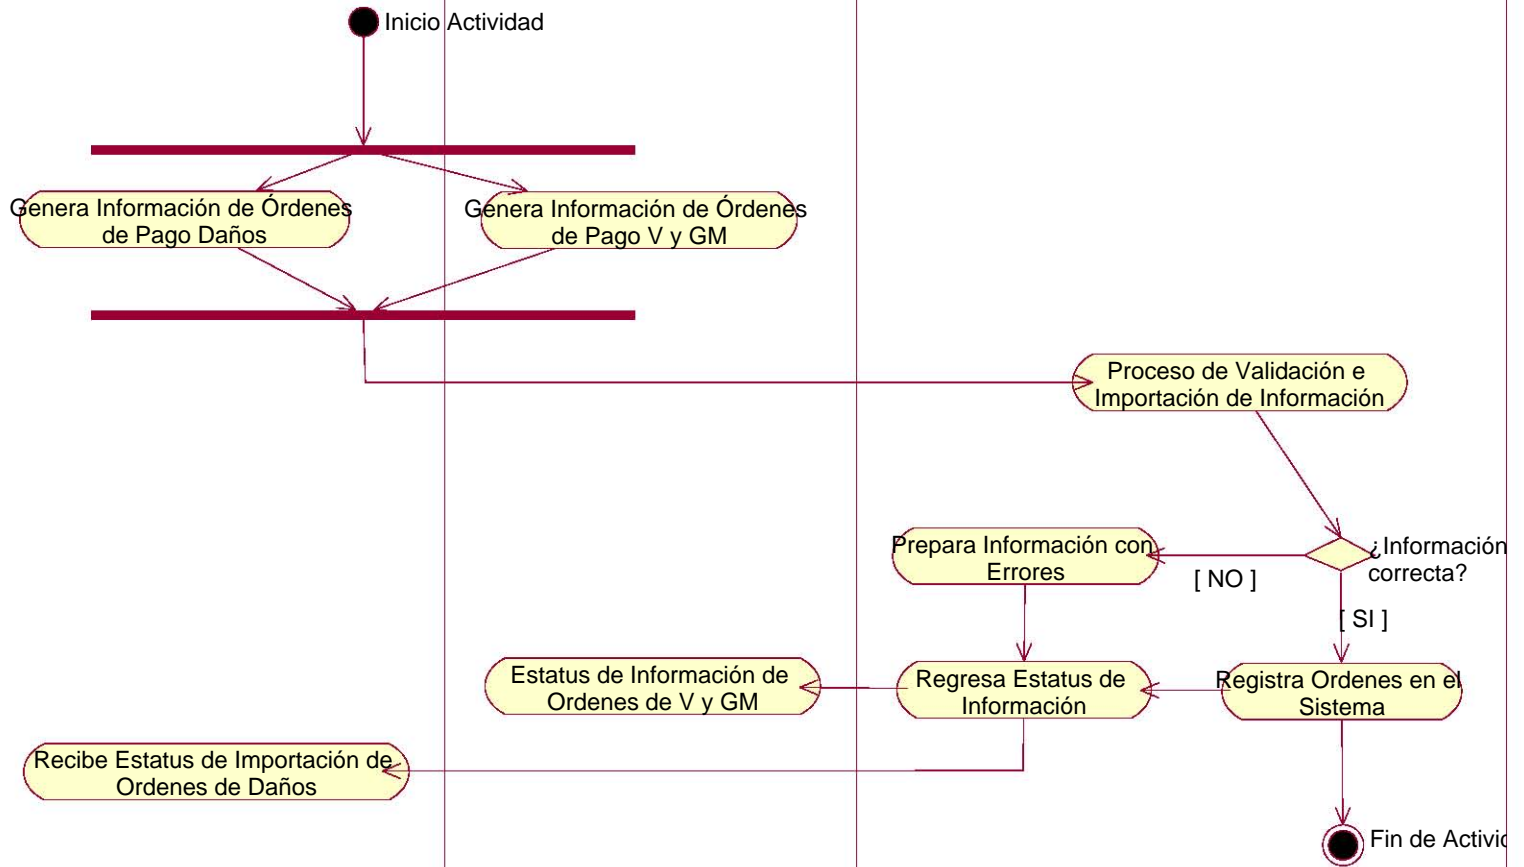 Inicio Actividad
Genera Información de Órdenes
de Pago Daños
Genera Información de Órdenes
de Pago V y GM
Proceso de Validación e
Importación de Información
¿Información
correcta?
Prepara Información con
Errores
[ NO ]
[ SI ]
Estatus de Información de
Ordenes de V y GM
Regresa Estatus de
Información
Registra Ordenes en el
Sistema
Recibe Estatus de Importación de
Ordenes de Daños
Fin de